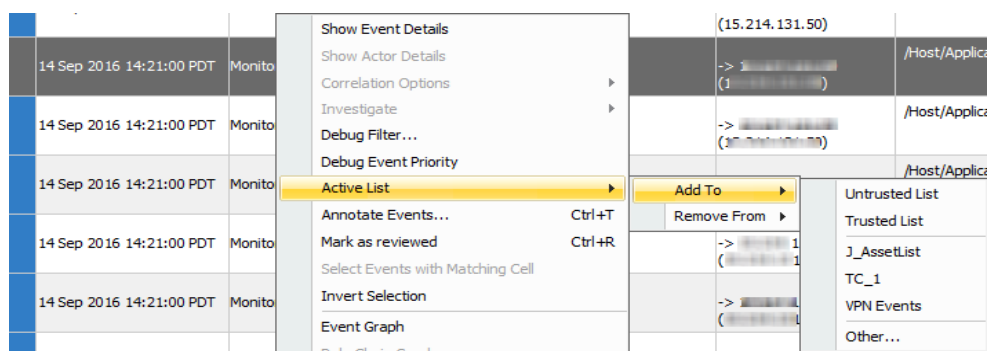 (15.214.131.50)
Show Event Details
14 Sep 2016 14:21:00 PDT Monito
Show Actor Details
-> 1
/Host/Applica
Correlation Options
(1 )
Investigate
14 Sep 2016 14:21:00 PDT Monito
Debug Filter...
->
/Host/Applica
Debug Event Priority
/Host/Applica
14 Sep 2016 14:21:00 PDT Monito
Active List
Add To
Untrusted List
Annotate Events... Ctrl+T
Remove From
Trusted List
14 Sep 2016 14:21:00 PDT Monito
Mark as reviewed Ctrl+R
-> 1
J_AssetList
Select Events with Matching Cell
( 1
TC_1
14 Sep 2016 14:21:00 PDT Monito
Invert Selection
->
VPN Events
Event Graph
(
Other...